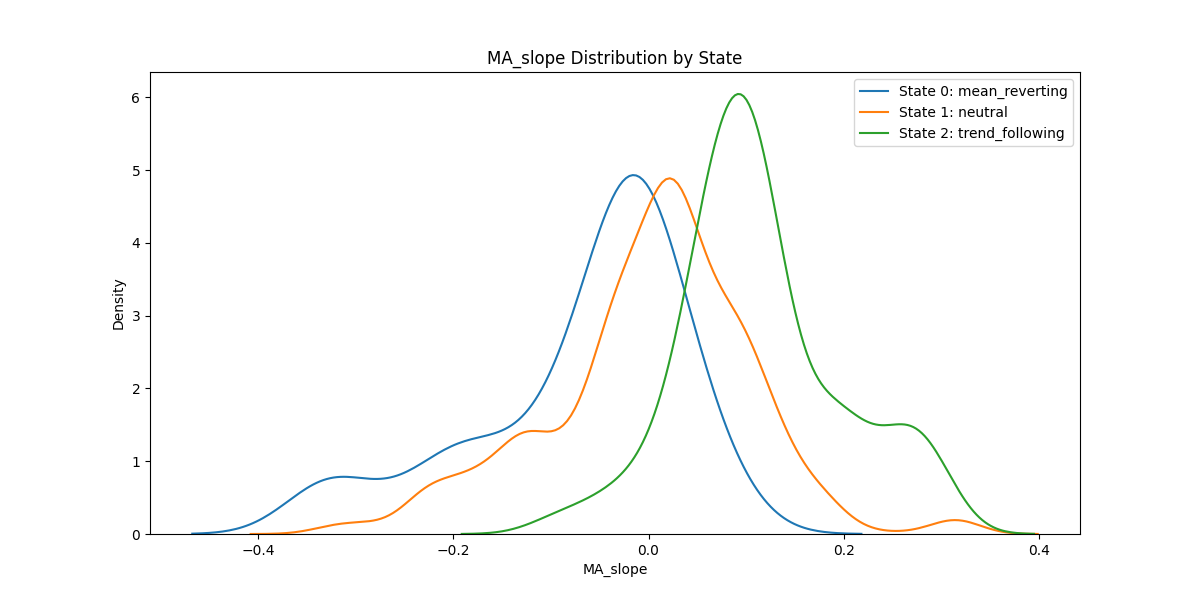 MA_slope Distribution by State
State 0: mean_reverting
State 1: neutral
State 2: trend_following
Density
6
5
4
3
2
1
0
−0.4
−0.2
0.0
0.2
0.4
MA_slope